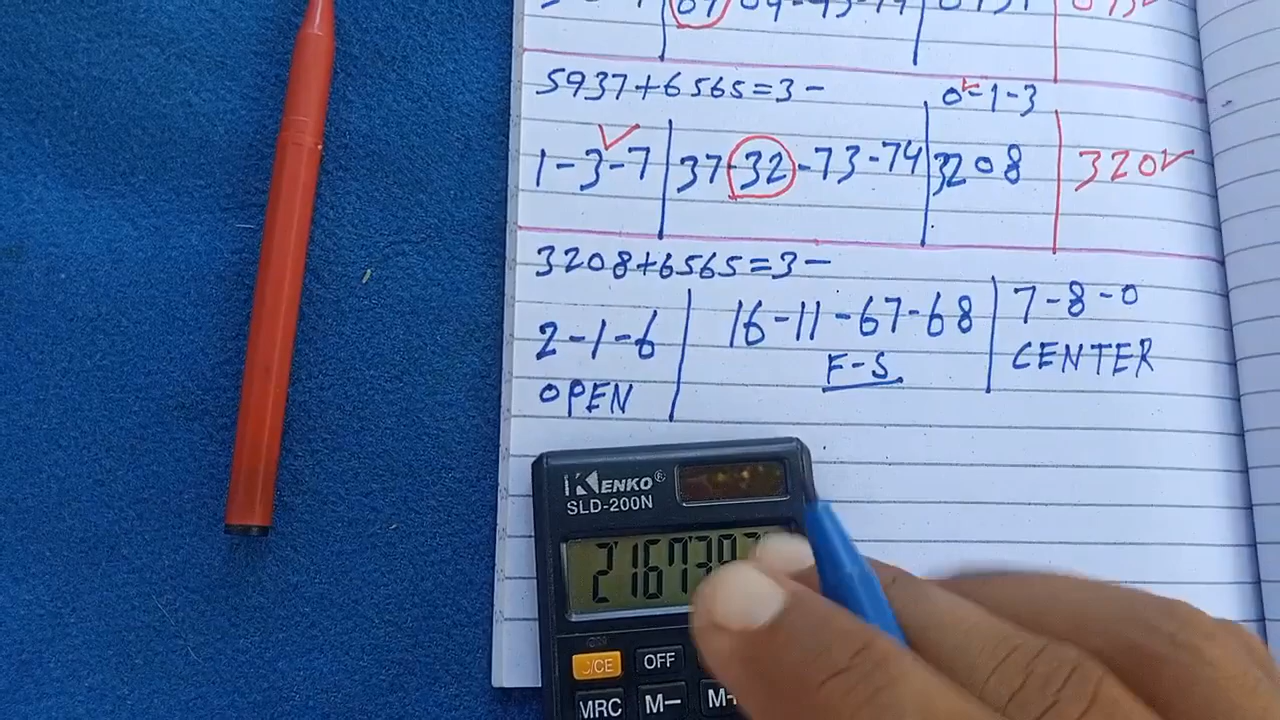 5937+6565=3-
0-1-3
1-3-7 37-32-73-74 3208 320
3208+6565=3-
2-1-6 16-11-67-68 7-8-0
OPEN F-S CENTER
KENKO®
SLD-200N
C/CE OFF
MRC M-